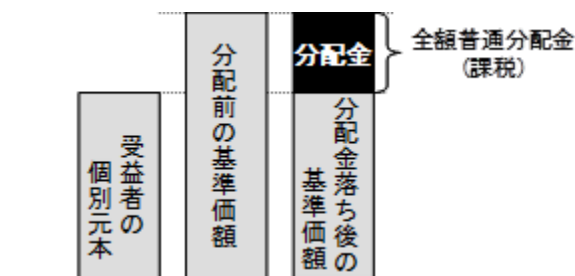 分配前の基準価額
分配金
全額普通分配金
(課税)
受益者の
個別元本
分配金落ち後の
基準価額